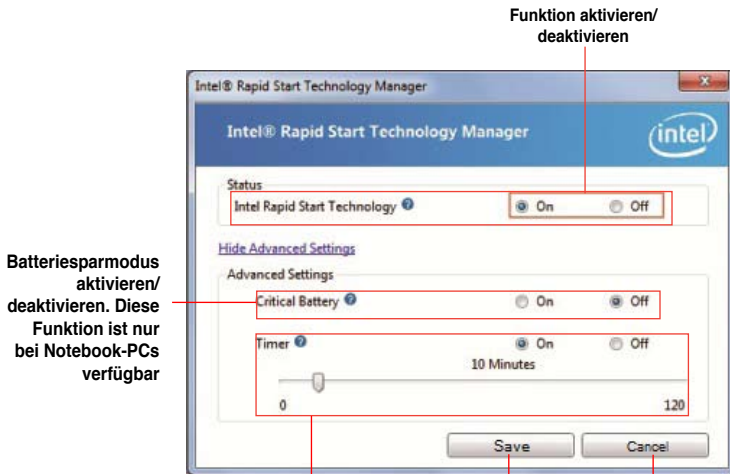 Funktion aktivieren/
deaktivieren
Intel® Rapid Start Technology Manager
Intel® Rapid Start Technology Manager
intel
Status
Intel Rapid Start Technology ? On Off
Hide Advanced Settings
Batteriesparmodus
aktivieren/
deaktivieren. Diese
Funktion ist nur
bei Notebook-PCs
verfügbar
Advanced Settings
Critical Battery ? On Off
Timer ? On Off
10 Minutes
0 120
Save Cancel